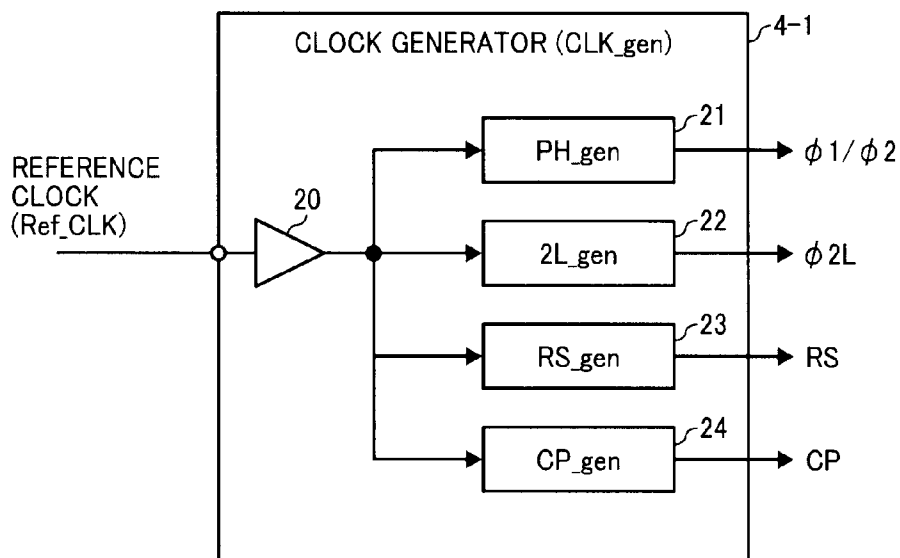 4-1
CLOCK GENERATOR (CLK_gen)
21
PH_gen
φ1/φ2
REFERENCE
CLOCK
(Ref_CLK)
20
22
2L_gen
φ2L
23
RS_gen
RS
24
CP_gen
CP